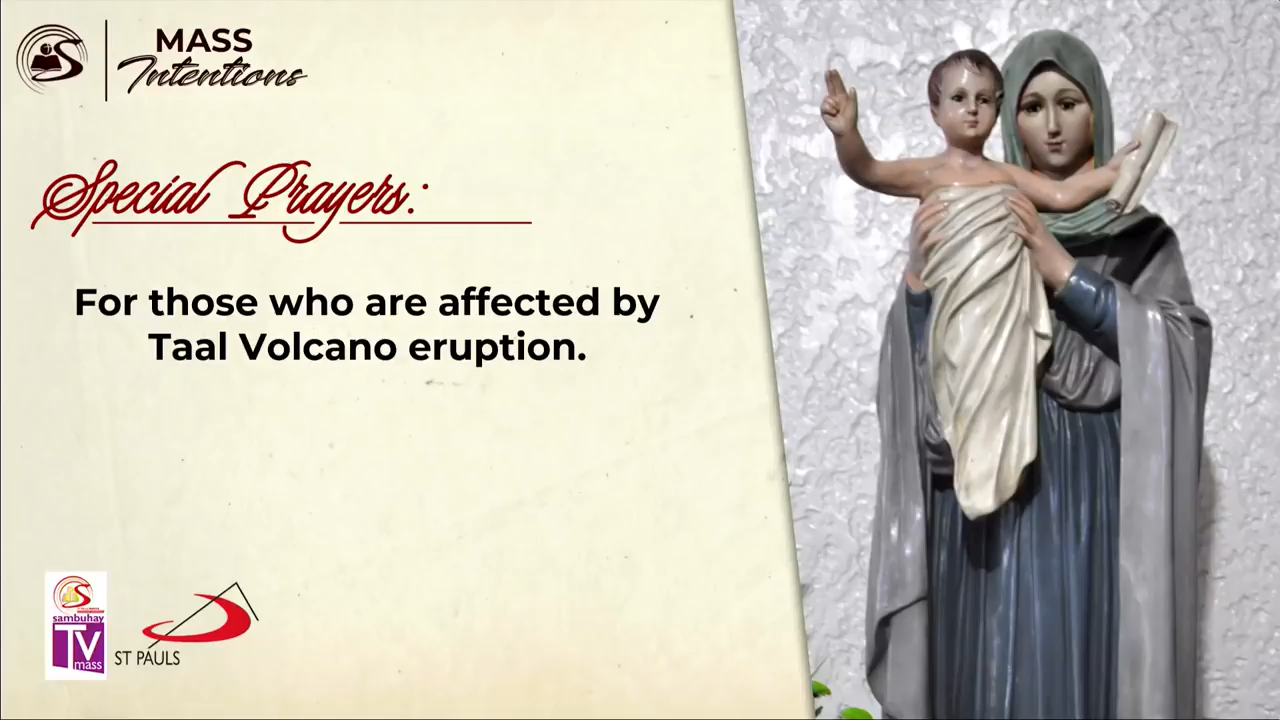 MASS
Intentions
Special Prayers:
For those who are affected by
Taal Volcano eruption.
sambuhay
TV
mass
ST PAULS